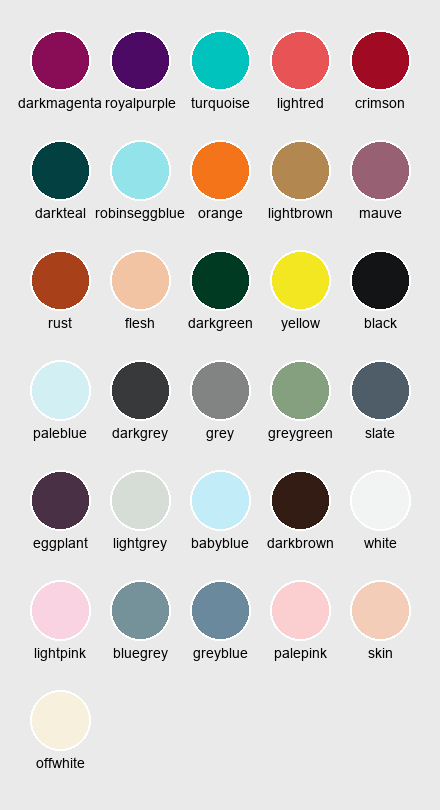 darkmagenta royalpurple turquoise lightred crimson
darkteal robinseggblue orange lightbrown mauve
rust flesh darkgreen yellow black
paleblue darkgrey grey greygreen slate
eggplant lightgrey babyblue darkbrown white
lightpink bluegrey greyblue palepink skin
offwhite